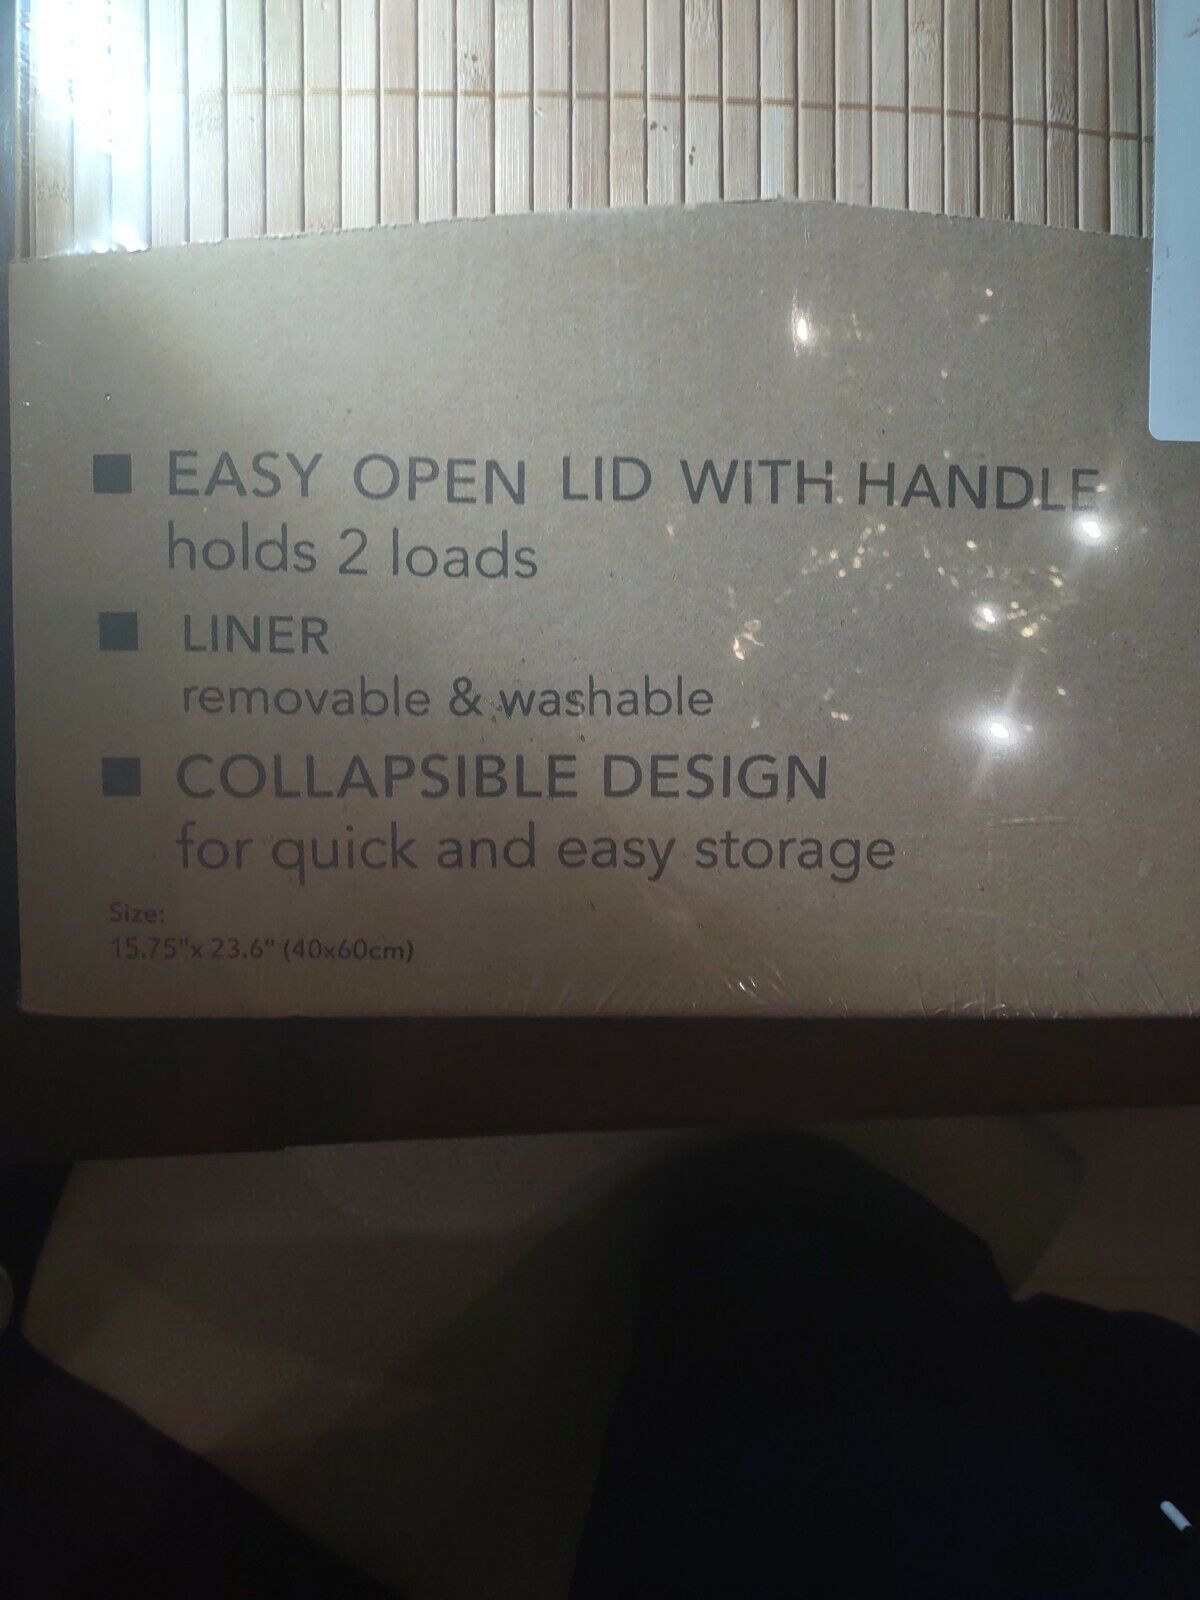 ■ EASY OPEN LID WITH HANDLE
holds 2 loads
■ LINER
removable & washable
■ COLLAPSIBLE DESIGN
for quick and easy storage
Size:
15.75"x 23.6" (40x60cm)